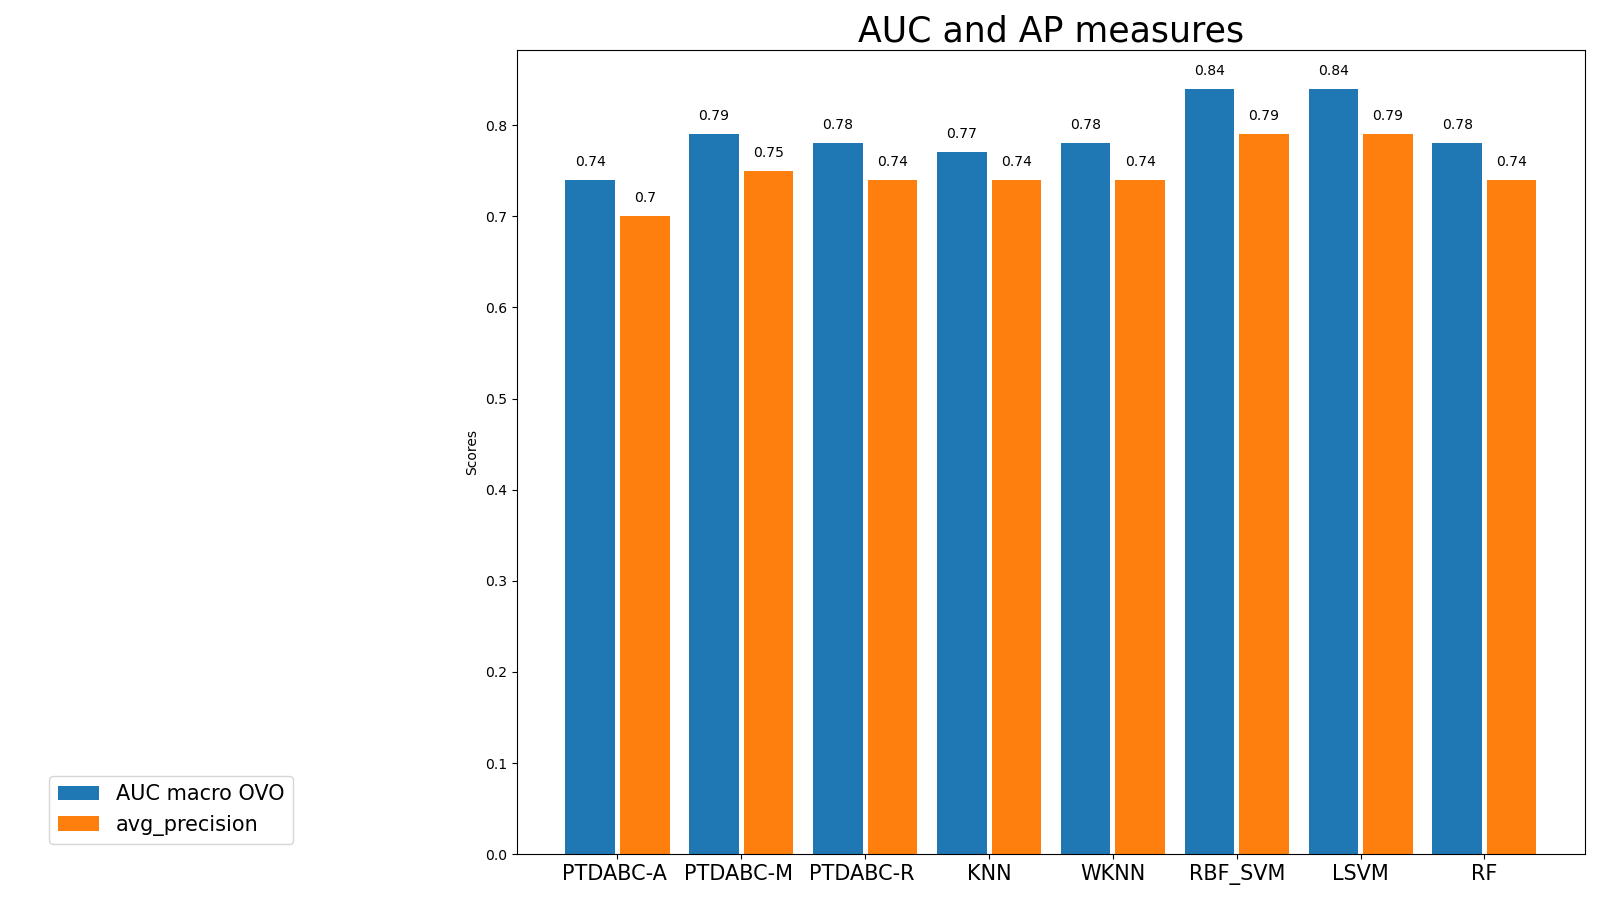 AUC and AP measures
0.84 0.84
0.79 0.79 0.79
0.78 0.78 0.78
0.77
0.75
0.74 0.74 0.74 0.74 0.74
0.7
0.8
0.7
0.6
0.5
0.4
0.3
0.2
0.1
0.0
Scores
PTDABC-A PTDABC-M PTDABC-R KNN WKNN RBF_SVM LSVM RF
AUC macro OVO
avg_precision